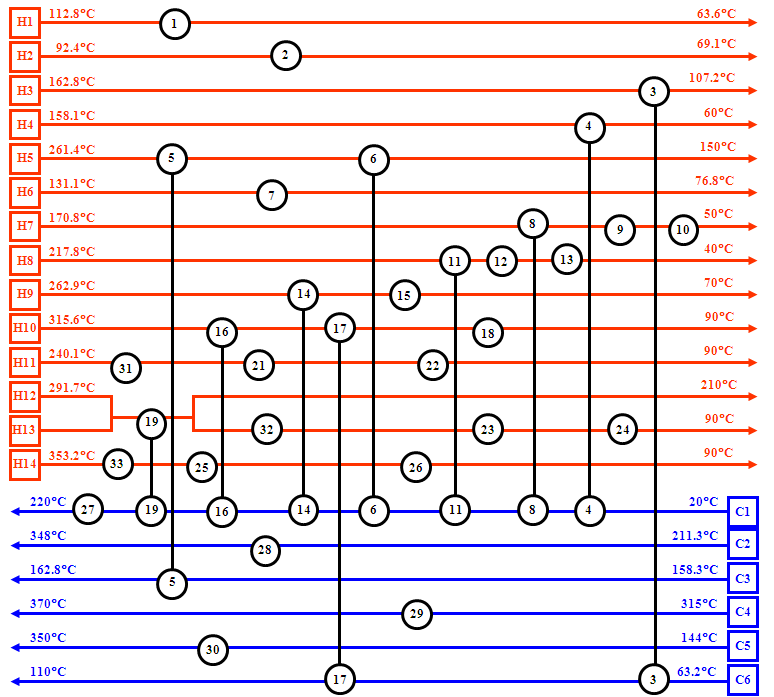 H1 112.8°C 1 63.6°C
H2 92.4°C 2 69.1°C
H3 162.8°C 3 107.2°C
H4 158.1°C 4 60°C
H5 261.4°C 5 6 150°C
H6 131.1°C 7 76.8°C
H7 170.8°C 8 9 10 50°C
H8 217.8°C 11 12 13 40°C
H9 262.9°C 14 15 70°C
H10 315.6°C 16 17 18 90°C
H11 240.1°C 31 21 22 90°C
H12 291.7°C 210°C
H13 19 32 23 24 90°C
H14 353.2°C 33 25 26 90°C
220°C 27 19 16 14 6 11 8 4 20°C C1
348°C 28 211.3°C C2
162.8°C 5 158.3°C C3
370°C 29 315°C C4
350°C 30 144°C C5
110°C 17 3 63.2°C C6